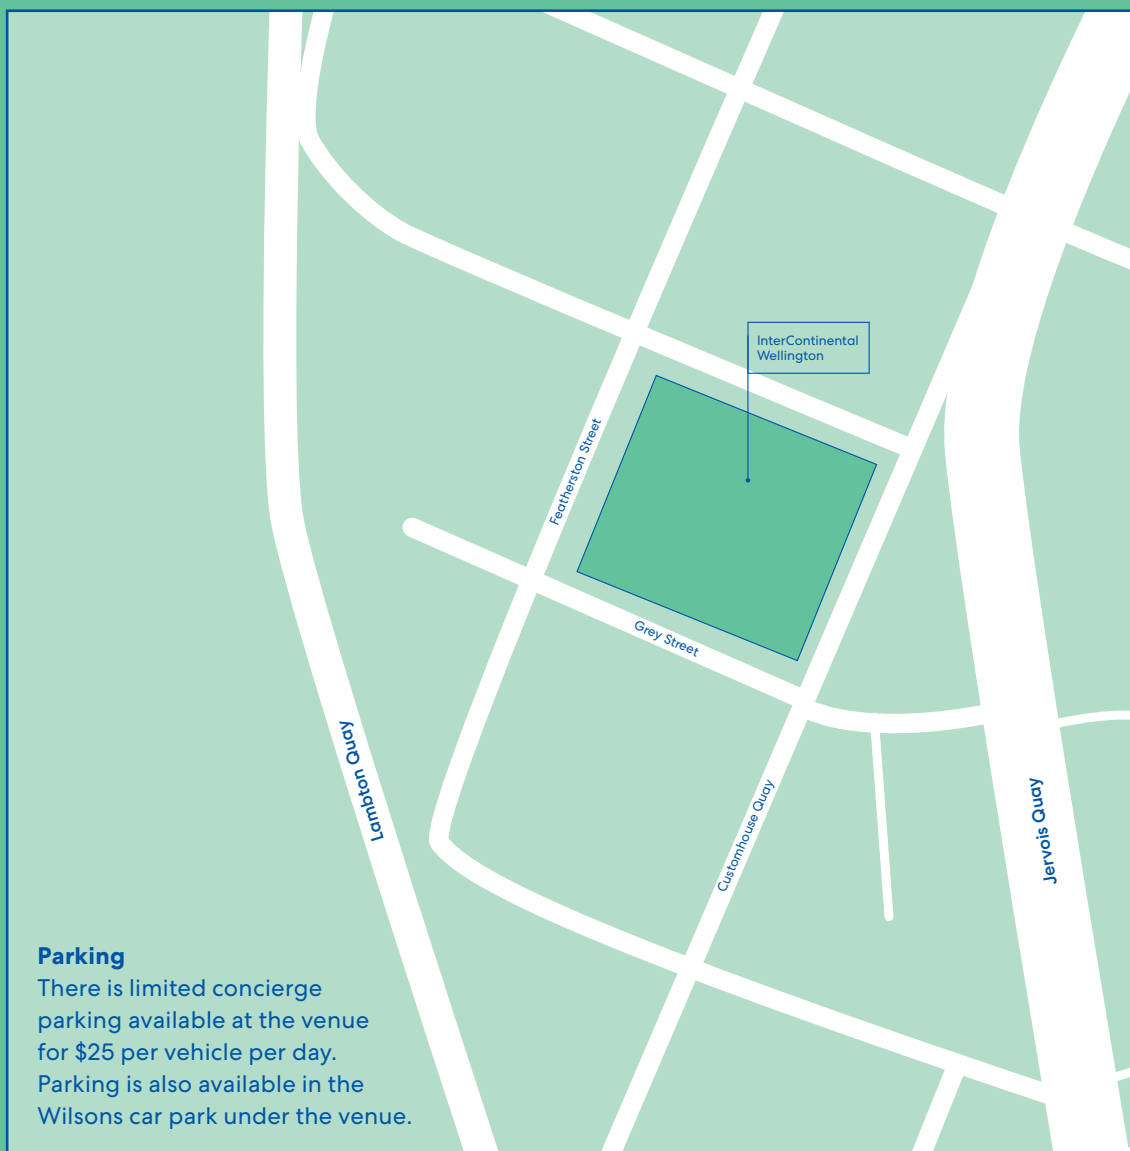 InterContinental
Wellington
Featherston Street
Grey Street
Lambton Quay
Customhouse Quay
Jervois Quay
Parking
There is limited concierge
parking available at the venue
for $25 per vehicle per day.
Parking is also available in the
Wilsons car park under the venue.